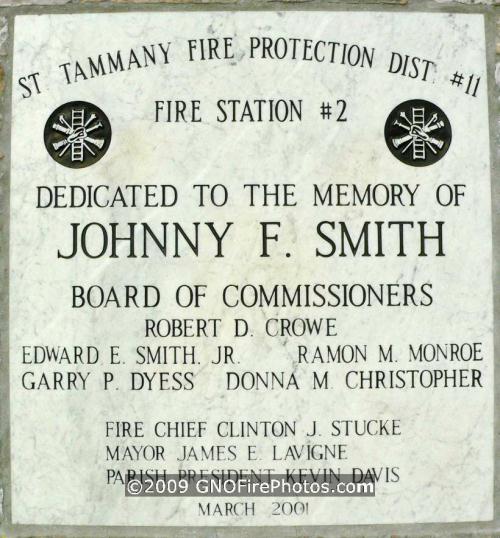 ST. TAMMANY FIRE PROTECTION DIST. #11
FIRE STATION #2
DEDICATED TO THE MEMORY OF
JOHNNY F. SMITH
BOARD OF COMMISSIONERS
ROBERT D. CROWE
EDWARD E. SMITH, JR. RAMON M. MONROE
GARRY P. DYESS DONNA M. CHRISTOPHER
FIRE CHIEF CLINTON J. STUCKE
MAYOR JAMES E. LAVIGNE
PARISH PRESIDENT KEVIN DAVIS
©2009 GNOFirePhotos.com
MARCH 2001